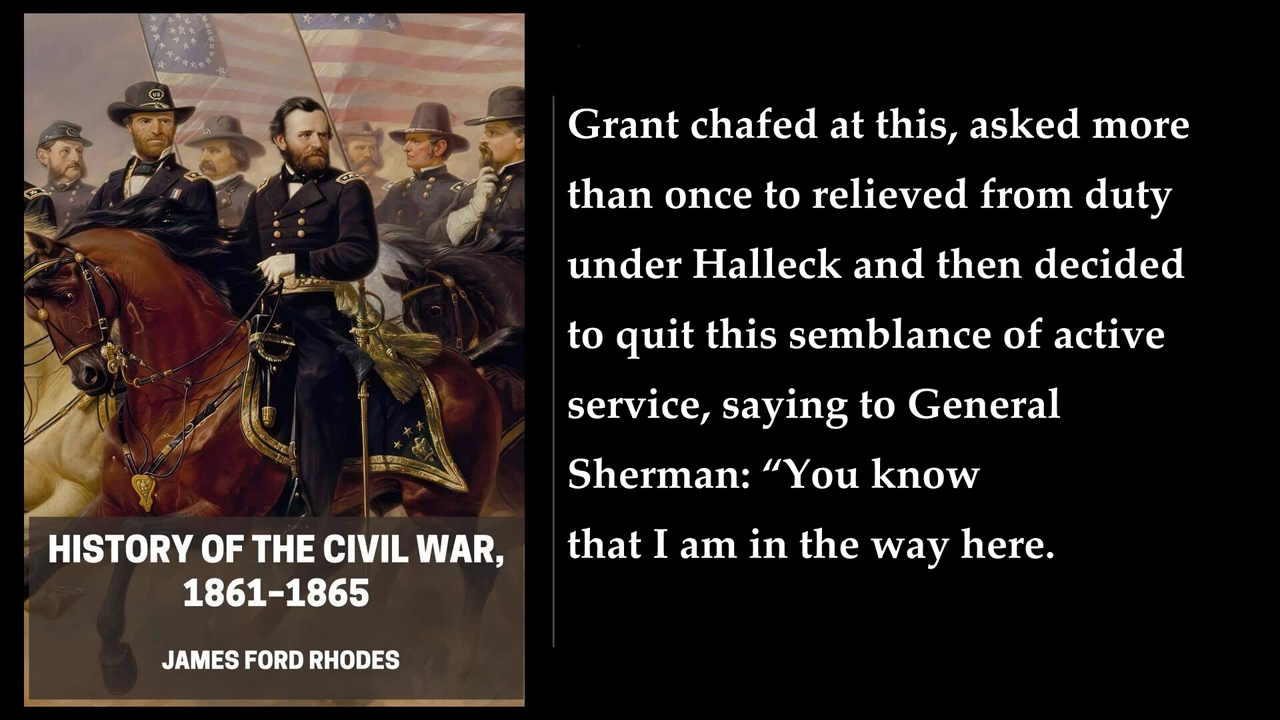 HISTORY OF THE CIVIL WAR,
1861–1865
JAMES FORD RHODES
Grant chafed at this, asked more
than once to relieved from duty
under Halleck and then decided
to quit this semblance of active
service, saying to General
Sherman: “You know
that I am in the way here.